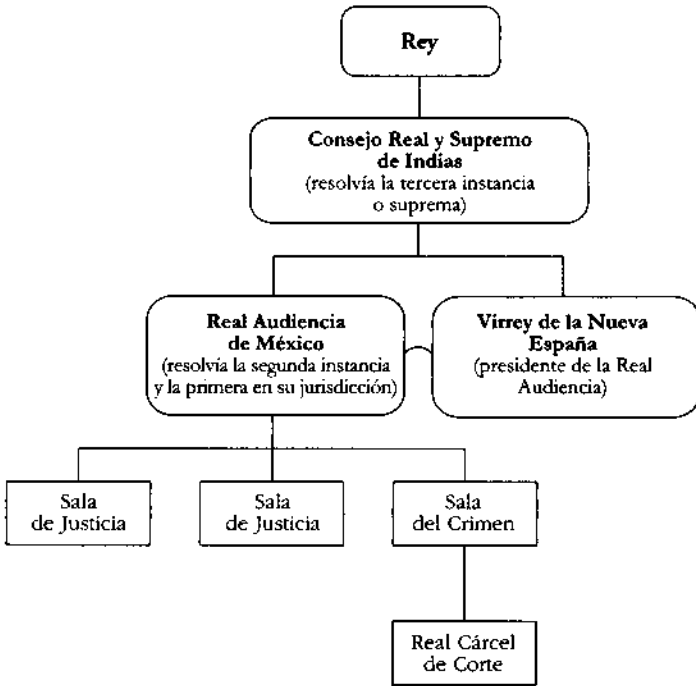 Rey
Consejo Real y Supremo
de Indias
(resolvía la tercera instancia
o suprema)
Real Audiencia
de México
(resolvía la segunda instancia
y la primera en su jurisdicción)
Virrey de la Nueva
España
(presidente de la Real
Audiencia)
Sala
de Justicia
Sala
de Justicia
Sala
del Crimen
Real Cárcel
de Corte